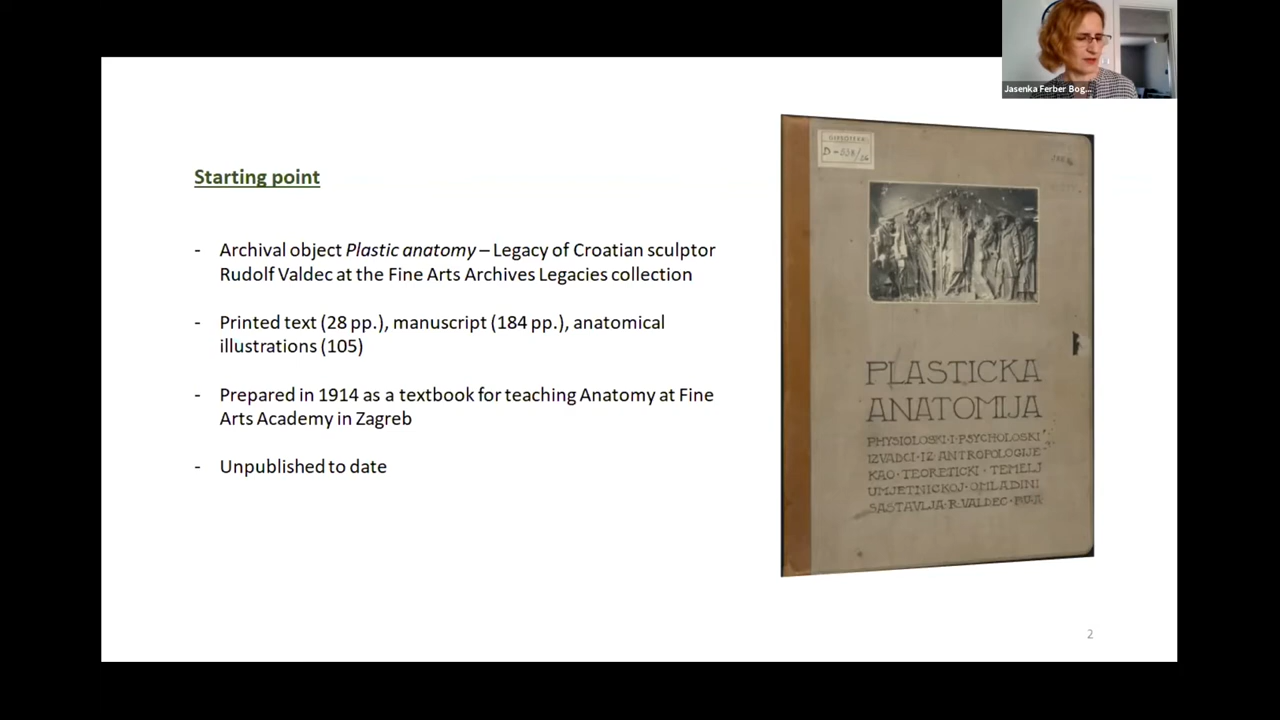 Jasenka Ferber Bog...
Starting point
- Archival object Plastic anatomy – Legacy of Croatian sculptor
Rudolf Valdec at the Fine Arts Archives Legacies collection
- Printed text (28 pp.), manuscript (184 pp.), anatomical
illustrations (105)
- Prepared in 1914 as a textbook for teaching Anatomy at Fine
Arts Academy in Zagreb
- Unpublished to date
PLASTICKA
ANATOMIJA
PHYSIOLOSKI·I·PSYCHOLOSKI
IZVADCI·IZ·ANTROPOLOGIJE
KAO·TEORETICKI·TEMELJ
UMJETNICKOJ·OMLADINI
SASTAVLJA·R.VALDEC
2